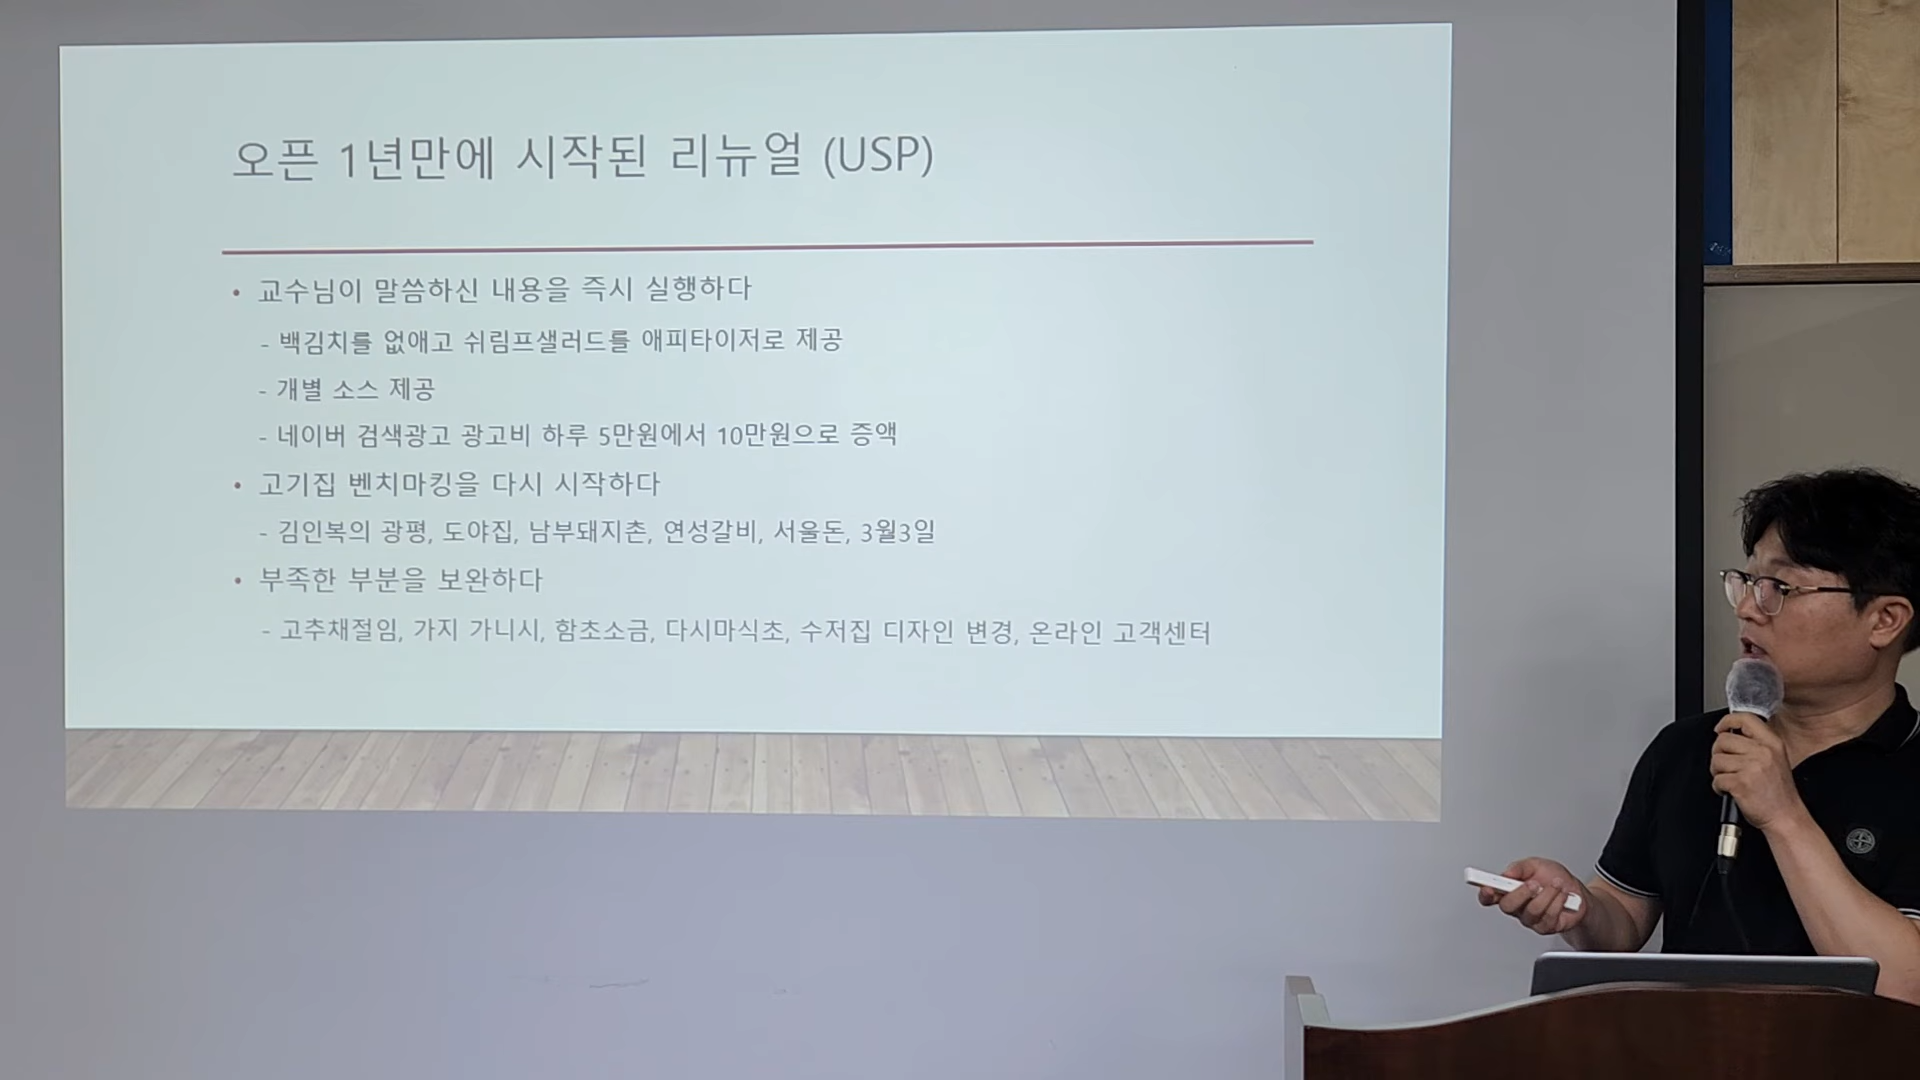 오픈 1년만에 시작된 리뉴얼 (USP)
• 교수님이 말씀하신 내용을 즉시 실행하다
- 백김치를 없애고 쉬림프샐러드를 애피타이저로 제공
- 개별 소스 제공
- 네이버 검색광고 광고비 하루 5만원에서 10만원으로 증액
• 고기집 벤치마킹을 다시 시작하다
- 김인복의 광평, 도야집, 남부돼지촌, 연성갈비, 서울돈, 3월3일
• 부족한 부분을 보완하다
- 고추채절임, 가지 가니시, 함초소금, 다시마식초, 수저집 디자인 변경, 온라인 고객센터